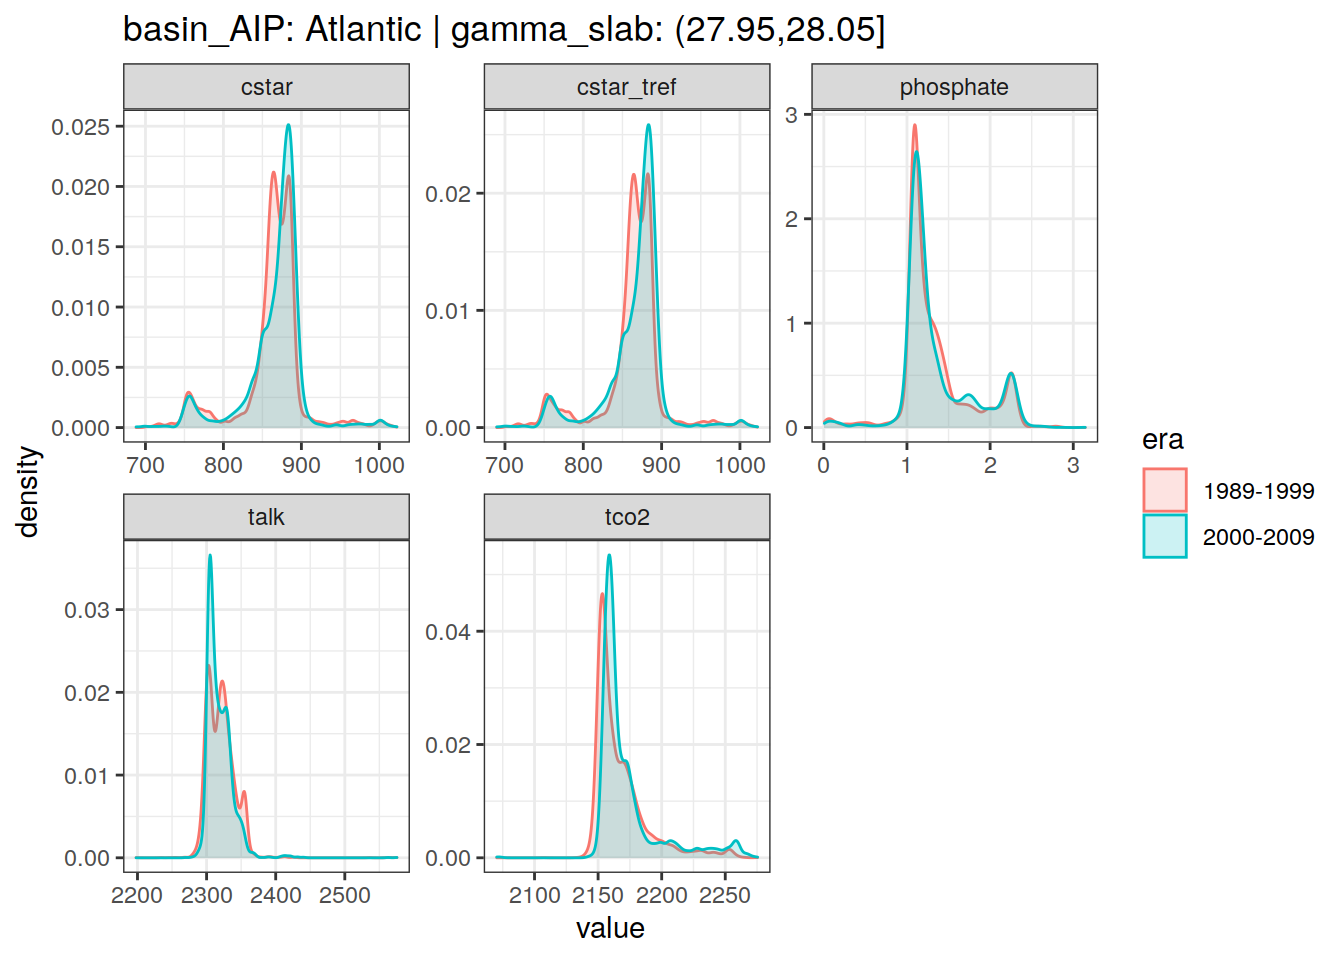 basin_AIP: Atlantic | gamma_slab: (27.95,28.05]
cstar
cstar_tref
phosphate
0.025
0.020
0.015
0.010
0.005
0.000
700 800 900 1000
0.02
0.01
0.00
700 800 900 1000
3
2
1
0
0 1 2 3
density
talk
tco2
0.03
0.02
0.01
0.00
2200 2300 2400 2500
0.04
0.02
0.00
2100 2150 2200 2250
value
era
1989-1999
2000-2009